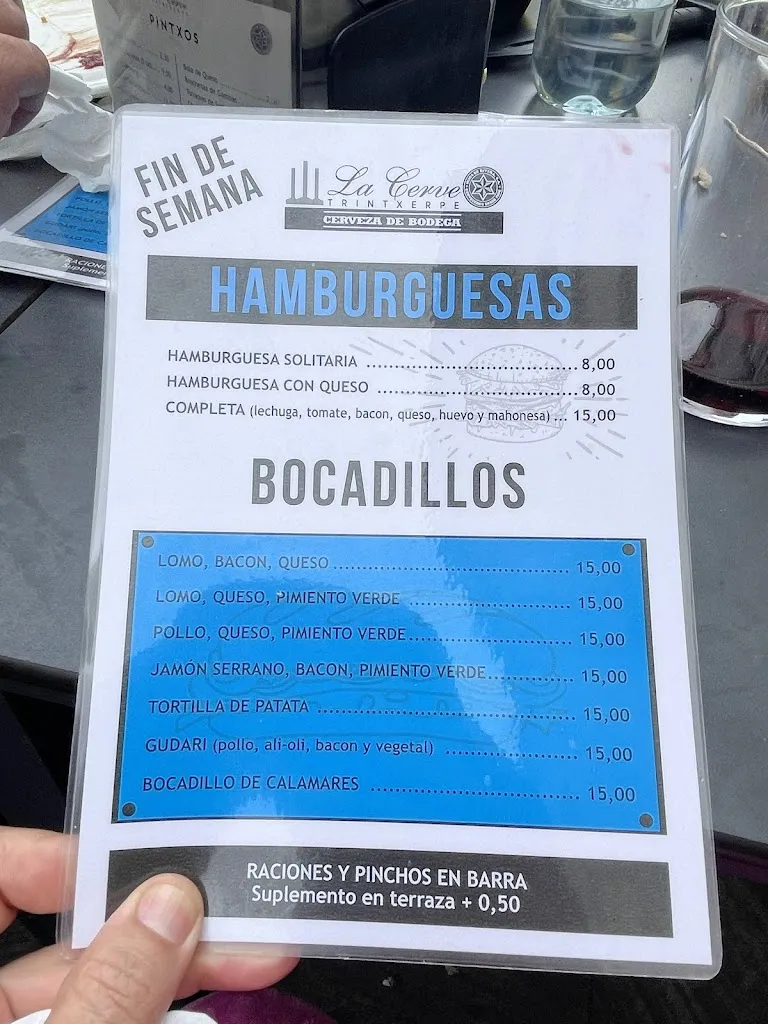 PINTXOS
FIN DE
SEMANA
La Cerve
TRINTXERPE
CERVEZA DE BODEGA
HAMBURGUESAS
HAMBURGUESA SOLITARIA ........................................ 8,00
HAMBURGUESA CON QUESO ...................................... 8,00
COMPLETA (lechuga, tomate, bacon, queso, huevo y mahonesa) ... 15,00
BOCADILLOS
LOMO, BACON, QUESO ........................................ 15,00
LOMO, QUESO, PIMIENTO VERDE ............................. 15,00
POLLO, QUESO, PIMIENTO VERDE............................ 15,00
JAMÓN SERRANO, BACON, PIMIENTO VERDE.............. 15,00
TORTILLA DE PATATA ........................................... 15,00
GUDARI (pollo, ali-oli, bacon y vegetal) ...................... 15,00
BOCADILLO DE CALAMARES .................................. 15,00
RACIONES Y PINCHOS EN BARRA
Suplemento en terraza + 0,50